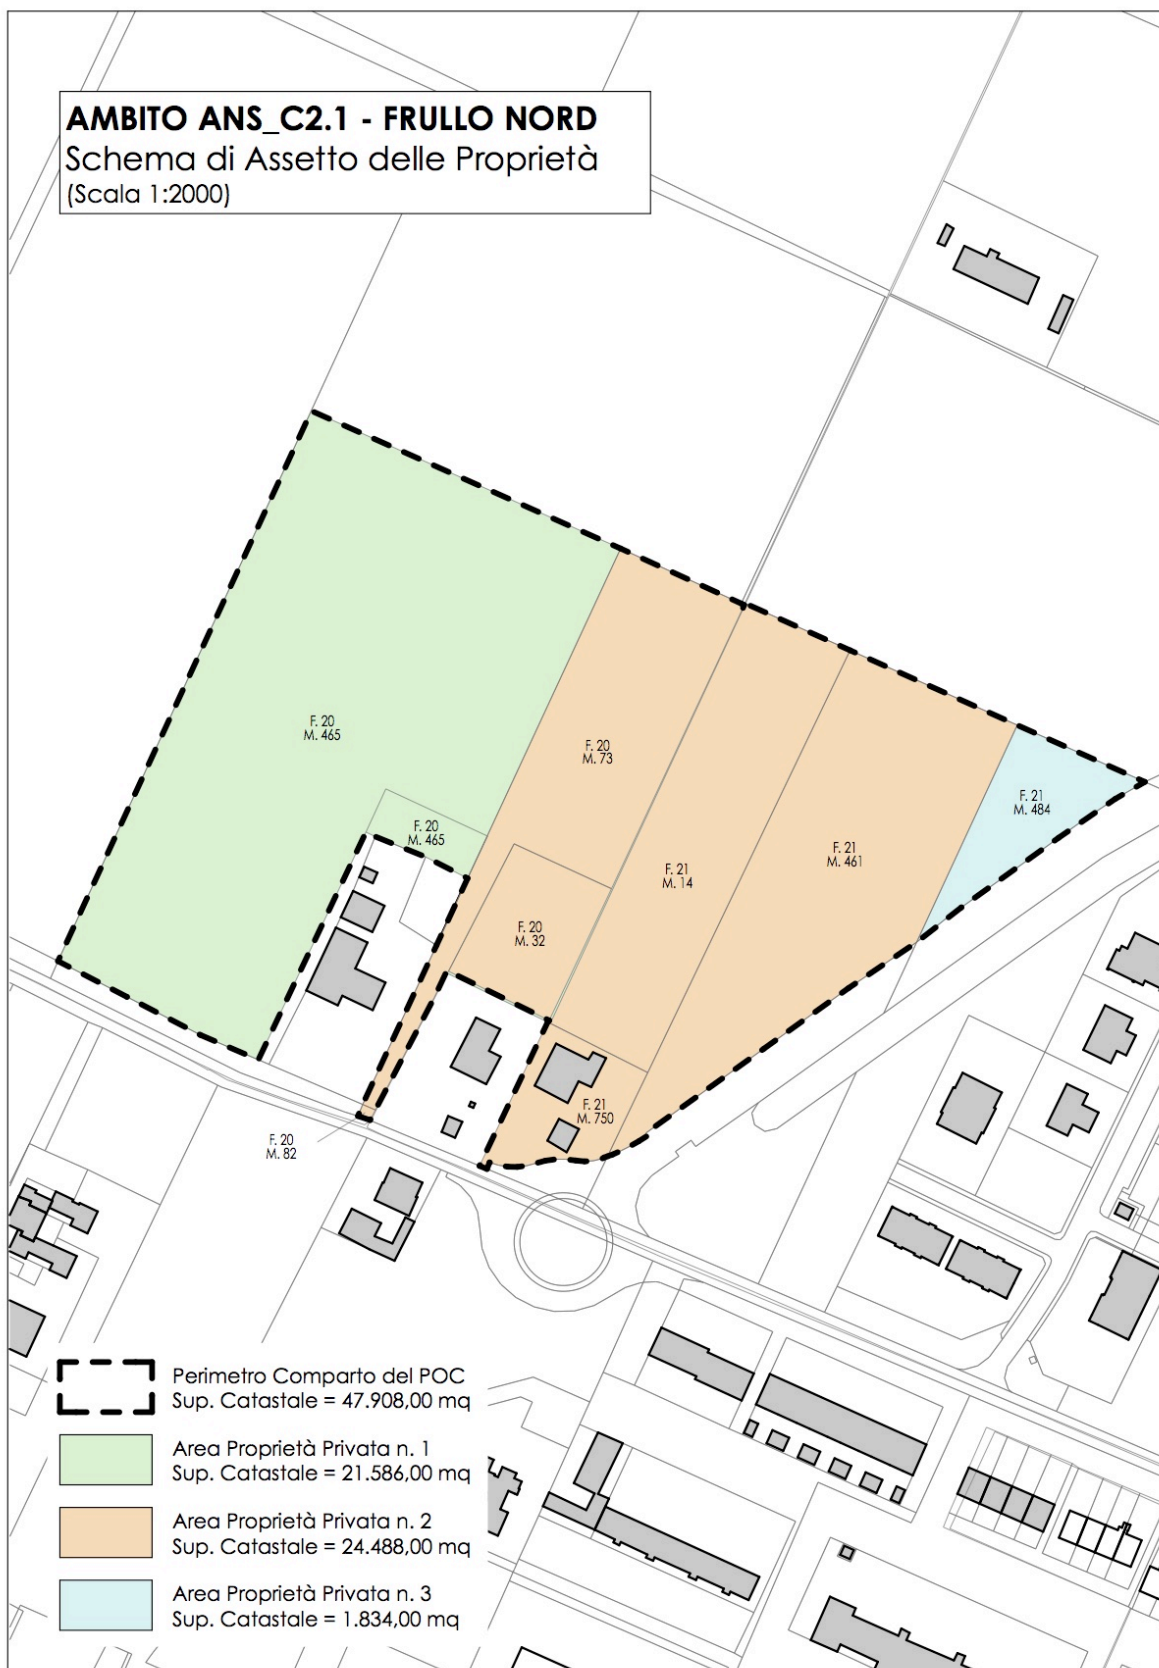 AMBITO ANS_C2.1 - FRULLO NORD
Schema di Assetto delle Proprietà
(Scala 1:2000)
F. 20
M. 465
F. 20
M. 73
F. 21
M. 484
F. 20
M. 465
F. 21
M. 461
F. 21
M. 14
F. 20
M. 32
F. 21
M. 750
F. 20
M. 82
Perimetro Comparto del POC
Sup. Catastale = 47.908,00 mq
Area Proprietà Privata n. 1
Sup. Catastale = 21.586,00 mq
Area Proprietà Privata n. 2
Sup. Catastale = 24.488,00 mq
Area Proprietà Privata n. 3
Sup. Catastale = 1.834,00 mq